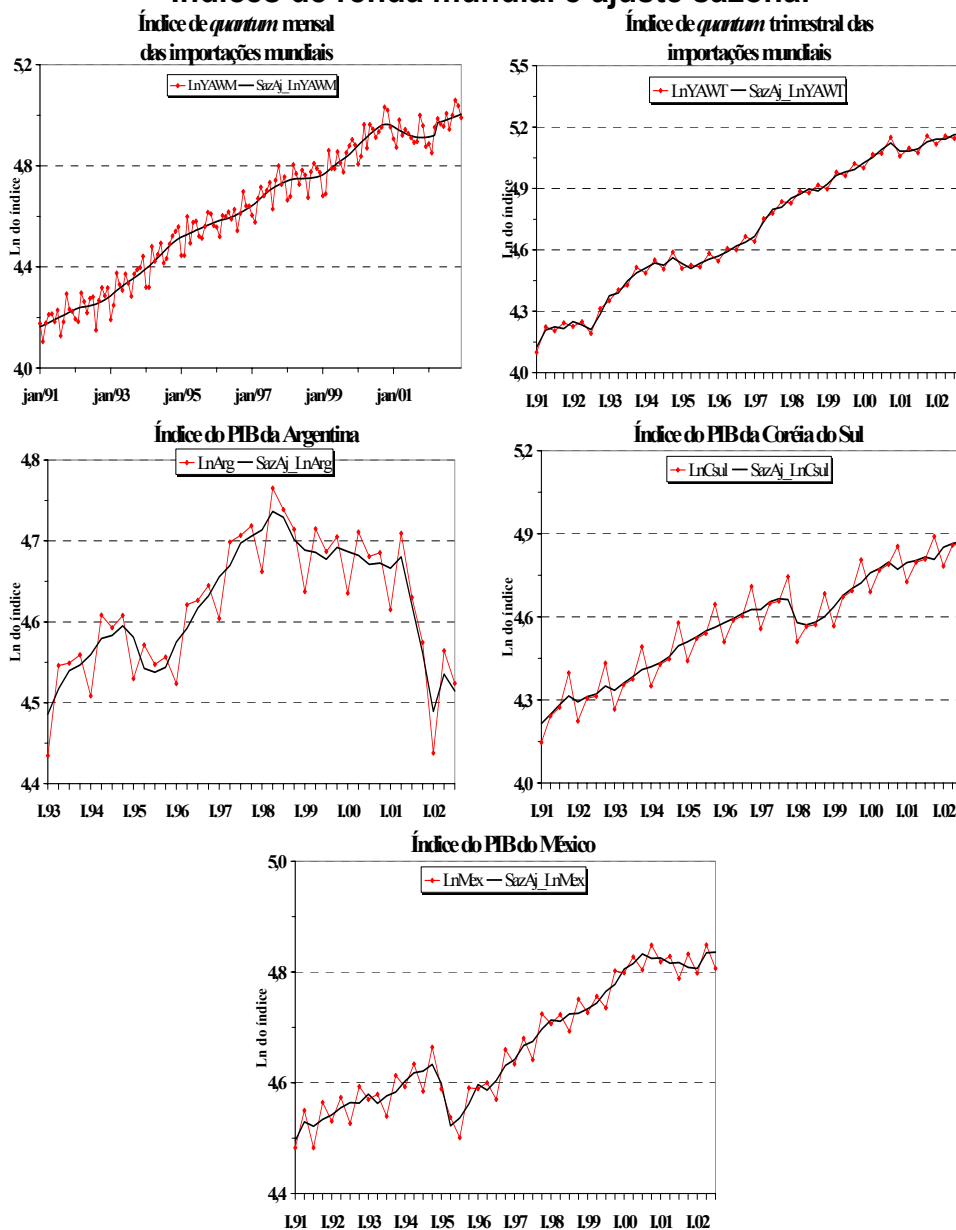 Índices de renda mundial e ajuste sazonal
Índice de quantum mensal
das importações mundiais
5,2
4,8
4,4
4,0
Ln do índice
LnYAWM
SazAj_LnYAWM
jan/91 jan/93 jan/95 jan/97 jan/99 jan/01
Índice de quantum trimestral das
importações mundiais
5,5
5,2
4,9
4,6
4,3
4,0
Ln do índice
LnYAWT
SazAj_LnYAWT
I.91 I.92 I.93 I.94 I.95 I.96 I.97 I.98 I.99 I.00 I.01 I.02
Índice do PIB da Argentina
4,8
4,7
4,6
4,5
4,4
Ln do índice
LnArg
SazAj_LnArg
I.93 I.94 I.95 I.96 I.97 I.98 I.99 I.00 I.01 I.02
Índice do PIB da Coréia do Sul
5,2
4,9
4,6
4,3
4,0
Ln do índice
LnCsul
SazAj_LnCsul
I.91 I.92 I.93 I.94 I.95 I.96 I.97 I.98 I.99 I.00 I.01 I.02
Índice do PIB do México
5,0
4,8
4,6
4,4
Ln do índice
LnMex
SazAj_LnMex
I.91 I.92 I.93 I.94 I.95 I.96 I.97 I.98 I.99 I.00 I.01 I.02